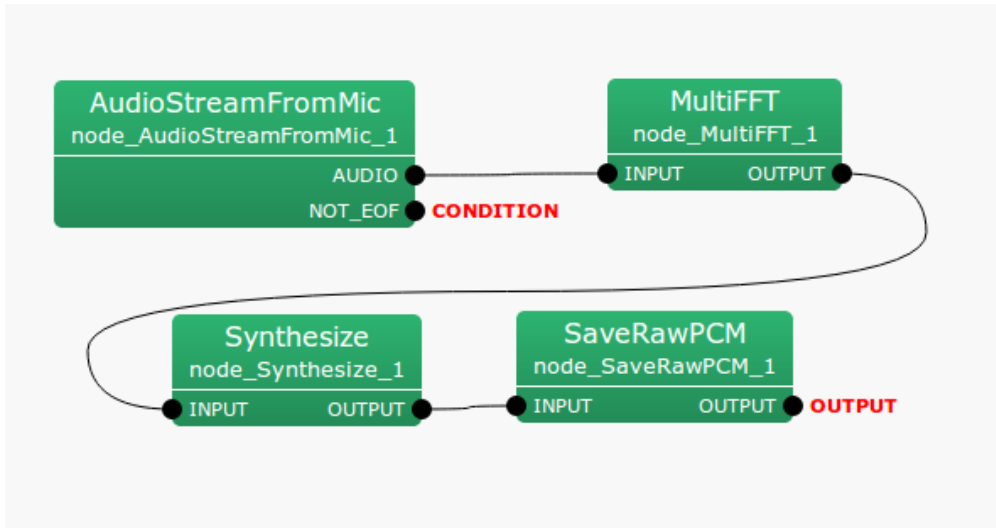 AudioStreamFromMic
node_AudioStreamFromMic_1
AUDIO
NOT_EOF CONDITION
MultiFFT
node_MultiFFT_1
INPUT OUTPUT
Synthesize
node_Synthesize_1
INPUT OUTPUT
SaveRawPCM
node_SaveRawPCM_1
INPUT OUTPUT OUTPUT